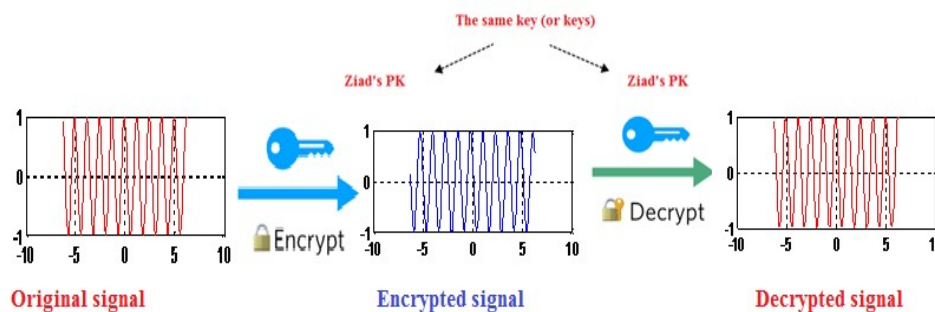 The same key (or keys)
Ziad's PK
Ziad's PK
1
0
-1
-10 -5 0 5 10
Encrypt
1
0
-1
-10 -5 0 5 10
Decrypt
1
0
-1
-10 -5 0 5 10
Original signal
Encrypted signal
Decrypted signal